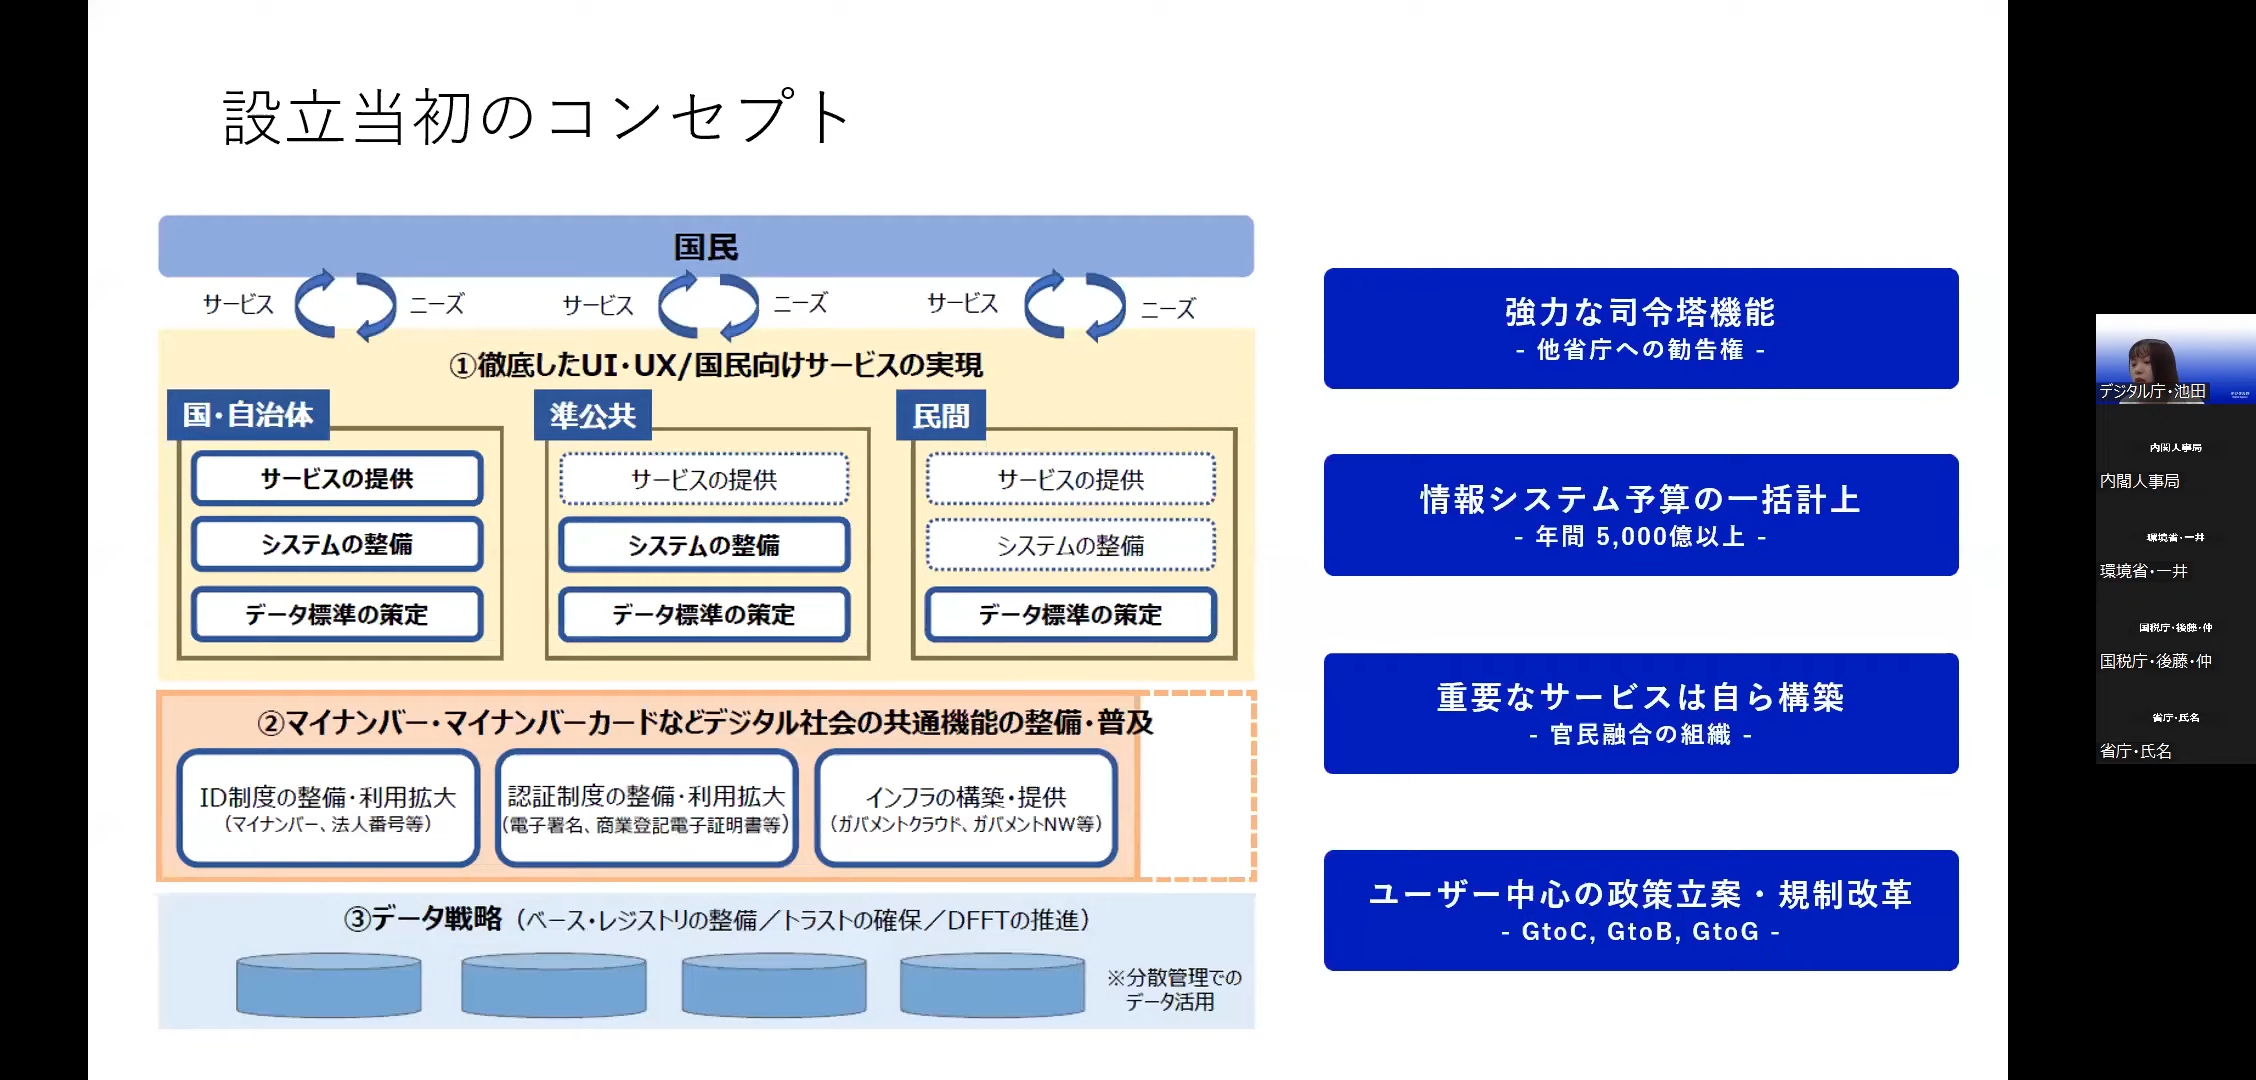 設立当初のコンセプト
国民
サービス
ニーズ
サービス
ニーズ
サービス
ニーズ
①徹底したUI・UX/国民向けサービスの実現
国・自治体
サービスの提供
システムの整備
データ標準の策定
準公共
サービスの提供
システムの整備
データ標準の策定
民間
サービスの提供
システムの整備
データ標準の策定
②マイナンバー・マイナンバーカードなどデジタル社会の共通機能の整備・普及
ID制度の整備・利用拡大
（マイナンバー、法人番号等）
認証制度の整備・利用拡大
（電子署名、商業登記電子証明書等）
インフラの構築・提供
（ガバメントクラウド、ガバメントNW等）
③データ戦略（ベース・レジストリの整備／トラストの確保／DFFTの推進）
※分散管理での
データ活用
強力な司令塔機能
- 他省庁への勧告権 -
情報システム予算の一括計上
- 年間 5,000億以上 -
重要なサービスは自ら構築
- 官民融合の組織 -
ユーザー中心の政策立案・規制改革
- GtoC, GtoB, GtoG -
デジタル庁・池田
内閣人事局
内閣人事局
環境省・一井
環境省・一井
国税庁・後藤・仲
国税庁・後藤・仲
省庁・氏名
省庁・氏名